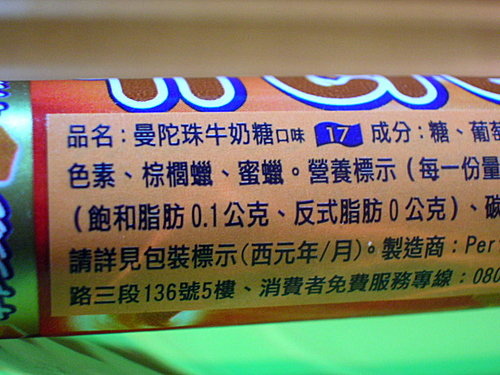 品名：曼陀珠牛奶糖口味 17 成分：糖、葡萄
色素、棕櫚蠟、蜜蠟。營養標示（每一份量
（飽和脂肪0.1公克、反式脂肪0公克）、碳
請詳見包裝標示(西元年/月)。製造商：Per
路三段136號5樓、消費者免費服務專線：080